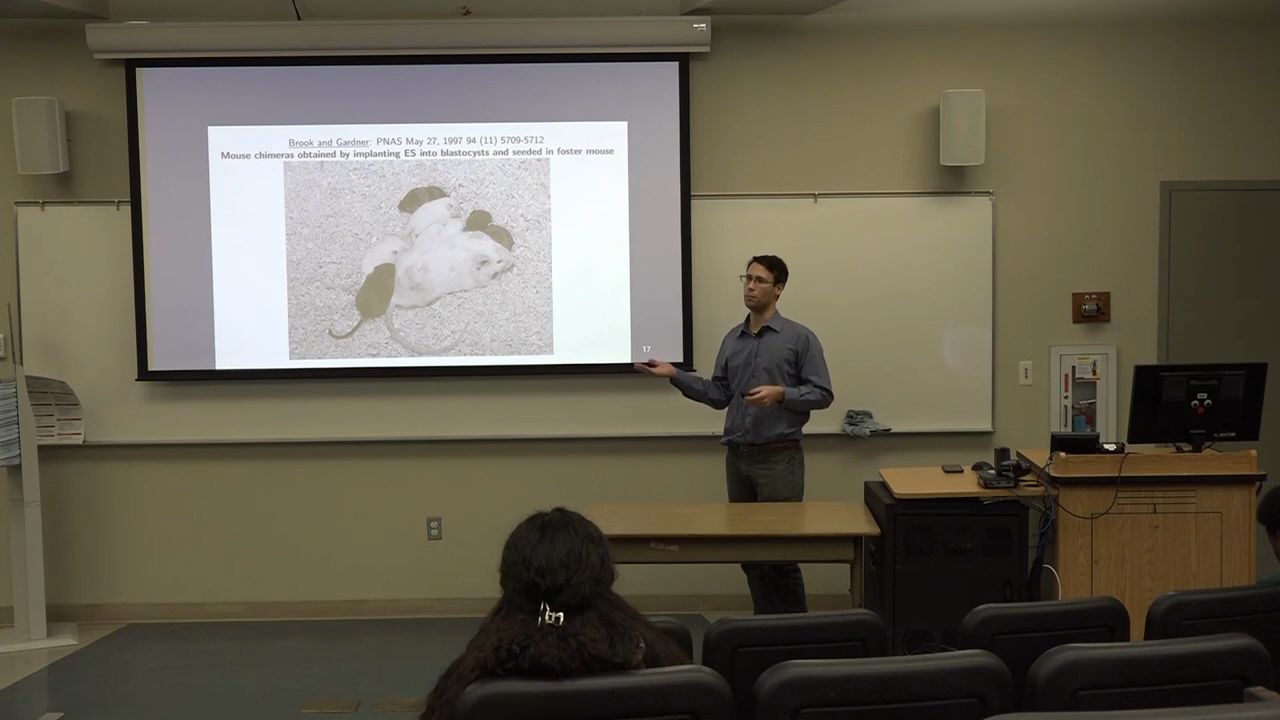 Brook and Gardner: PNAS May 27, 1997 94 (11) 5709-5712
Mouse chimeras obtained by implanting ES into blastocysts and seeded in foster mouse
17